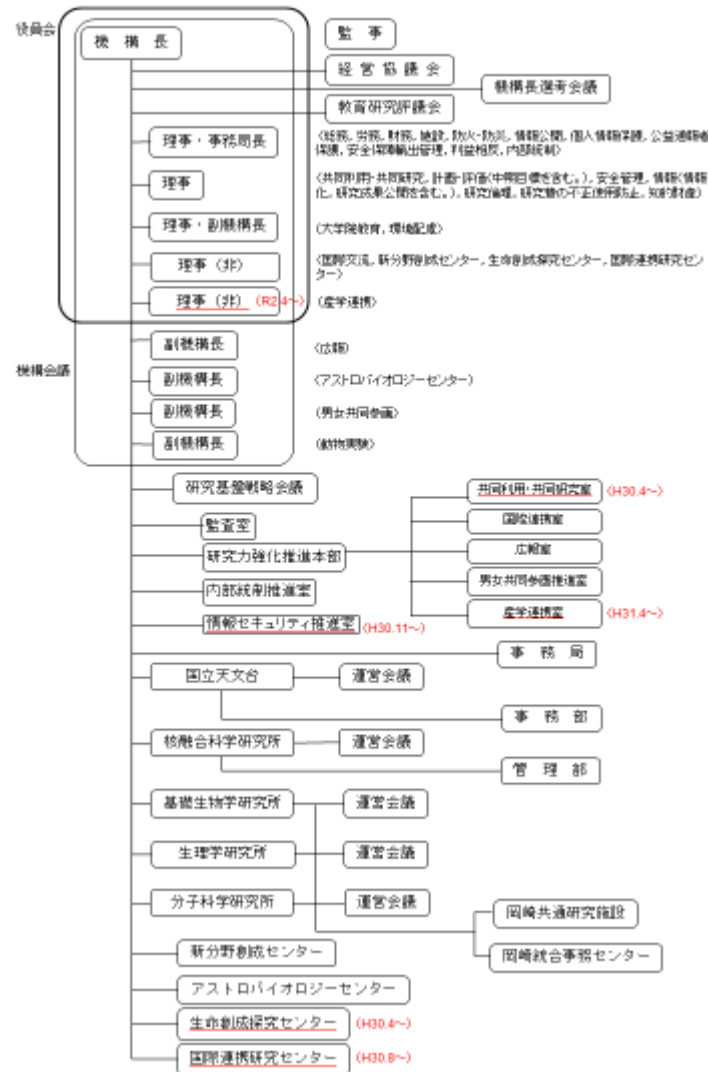 役員会
機構長
監事
経営協議会
機構長選考会議
教育研究評議会
理事・事務局長
（総務、労務、財務、施設、防火・防災、情報公開、個人情報保護、公益通報者
保護、安全保障輸出管理、利益相反、内部統制）
理事
（共同利用・共同研究、計画・評価（中期目標を含む。）、安全管理、情報（情報
化、研究成果公開を含む。）、研究倫理、研究費の不正使用防止、知的財産）
理事・副機構長
（大学院教育、環境配慮）
理事（非）
（国際交流、新分野創成センター、生命創成探究センター、国際連携研究セン
ター）
理事（非）
（R2.4～）
（産学連携）
副機構長
（広報）
機構会議
副機構長
（アストロバイオロジーセンター）
副機構長
（男女共同参画）
副機構長
（動物実験）
研究基盤戦略会議
共同利用・共同研究室
（H30.4～）
監査室
国際連携室
研究力強化推進本部
広報室
内部統制推進室
男女共同参画推進室
情報セキュリティ推進室
（H30.11～）
産学連携室
（H31.4～）
事務局
国立天文台
運営会議
事務部
核融合科学研究所
運営会議
管理部
基礎生物学研究所
運営会議
生理学研究所
運営会議
分子科学研究所
運営会議
岡崎共通研究施設
新分野創成センター
岡崎統合事務センター
アストロバイオロジーセンター
生命創成探究センター
（H30.4～）
国際連携研究センター
（H30.8～）